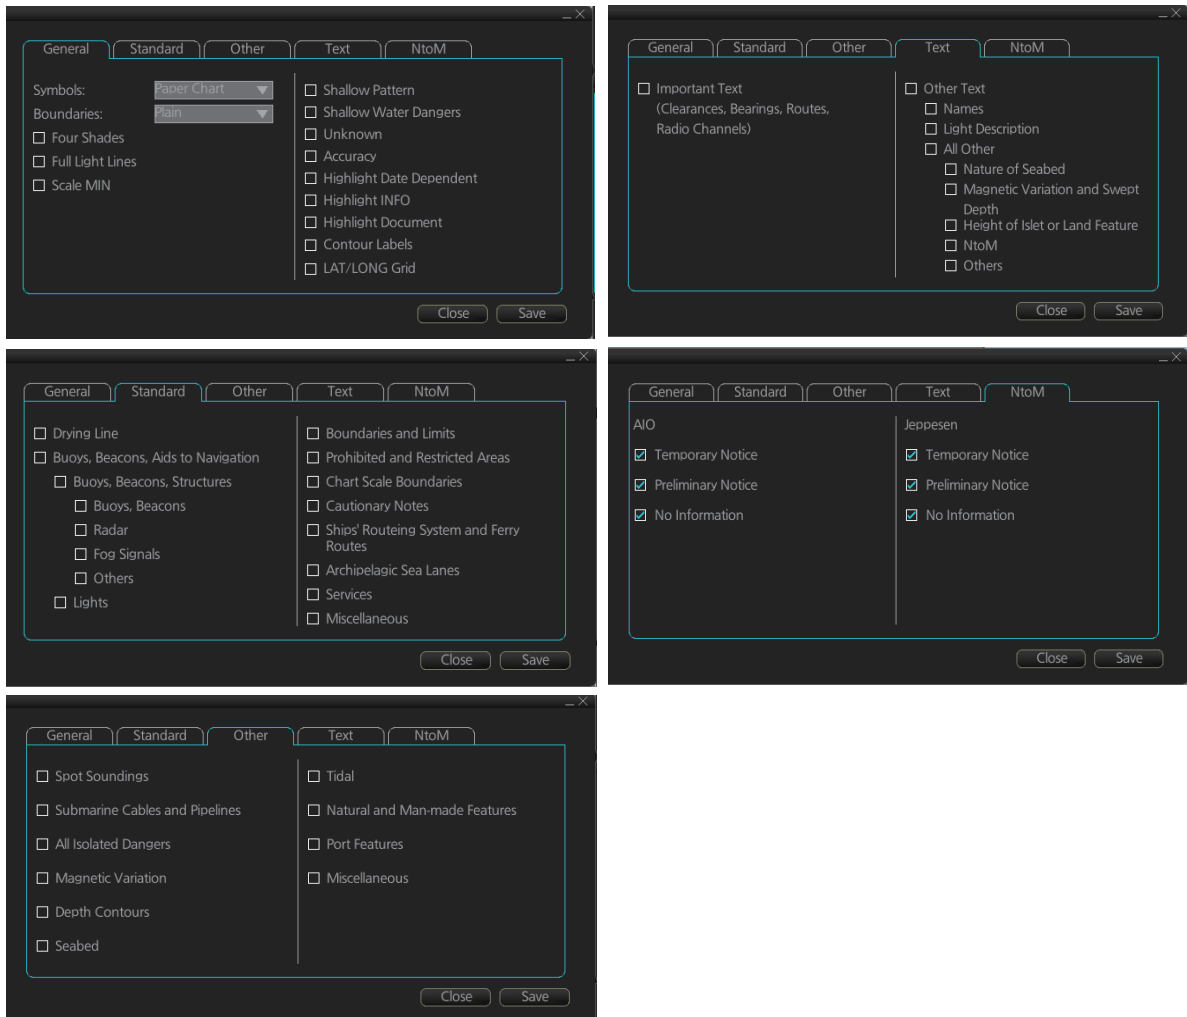 General Standard Other Text NtoM
Symbols: Paper Chart
Boundaries: Plain
Four Shades
Full Light Lines
Scale MIN
Shallow Pattern
Shallow Water Dangers
Unknown
Accuracy
Highlight Date Dependent
Highlight INFO
Highlight Document
Contour Labels
LAT/LONG Grid
Close Save
General Standard Other Text NtoM
Important Text
(Clearances, Bearings, Routes,
Radio Channels)
Other Text
Names
Light Description
All Other
Nature of Seabed
Magnetic Variation and Swept
Depth
Height of Islet or Land Feature
NtoM
Others
Close Save
General Standard Other Text NtoM
Drying Line
Buoys, Beacons, Aids to Navigation
Buoys, Beacons, Structures
Buoys, Beacons
Radar
Fog Signals
Others
Lights
Boundaries and Limits
Prohibited and Restricted Areas
Chart Scale Boundaries
Cautionary Notes
Ships' Routeing System and Ferry
Routes
Archipelagic Sea Lanes
Services
Miscellaneous
Close Save
General Standard Other Text NtoM
AIO
Temporary Notice
Preliminary Notice
No Information
Jeppesen
Temporary Notice
Preliminary Notice
No Information
Close Save
General Standard Other Text NtoM
Spot Soundings
Submarine Cables and Pipelines
All Isolated Dangers
Magnetic Variation
Depth Contours
Seabed
Tidal
Natural and Man-made Features
Port Features
Miscellaneous
Close Save